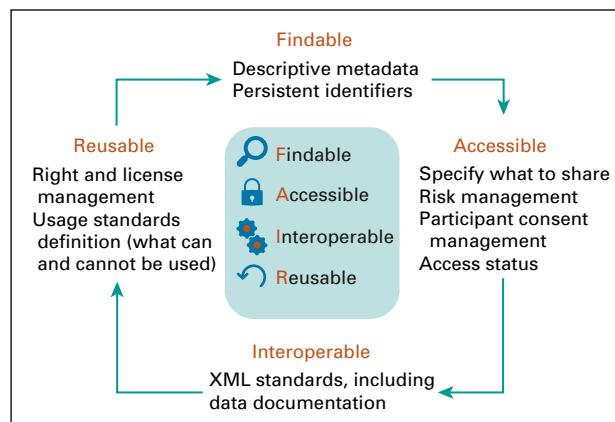 Findable
Descriptive metadata
Persistent identifiers
Reusable
Right and license
management
Usage standards
definition (what can
and cannot be used)
Findable
Accessible
Interoperable
Reusable
Accessible
Specify what to share
Risk management
Participant consent
management
Access status
Interoperable
XML standards, including
data documentation